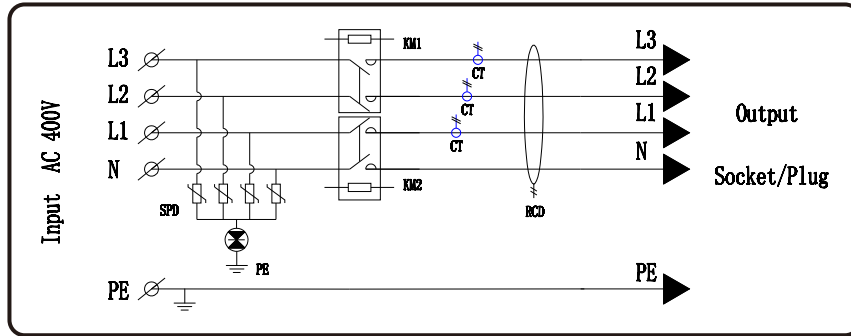 Input AC 400V
L3
L2
L1
N
PE
SPD
PE
KM1
KM2
CT
CT
CT
RCD
L3
L2
L1
N
PE
Output
Socket/Plug